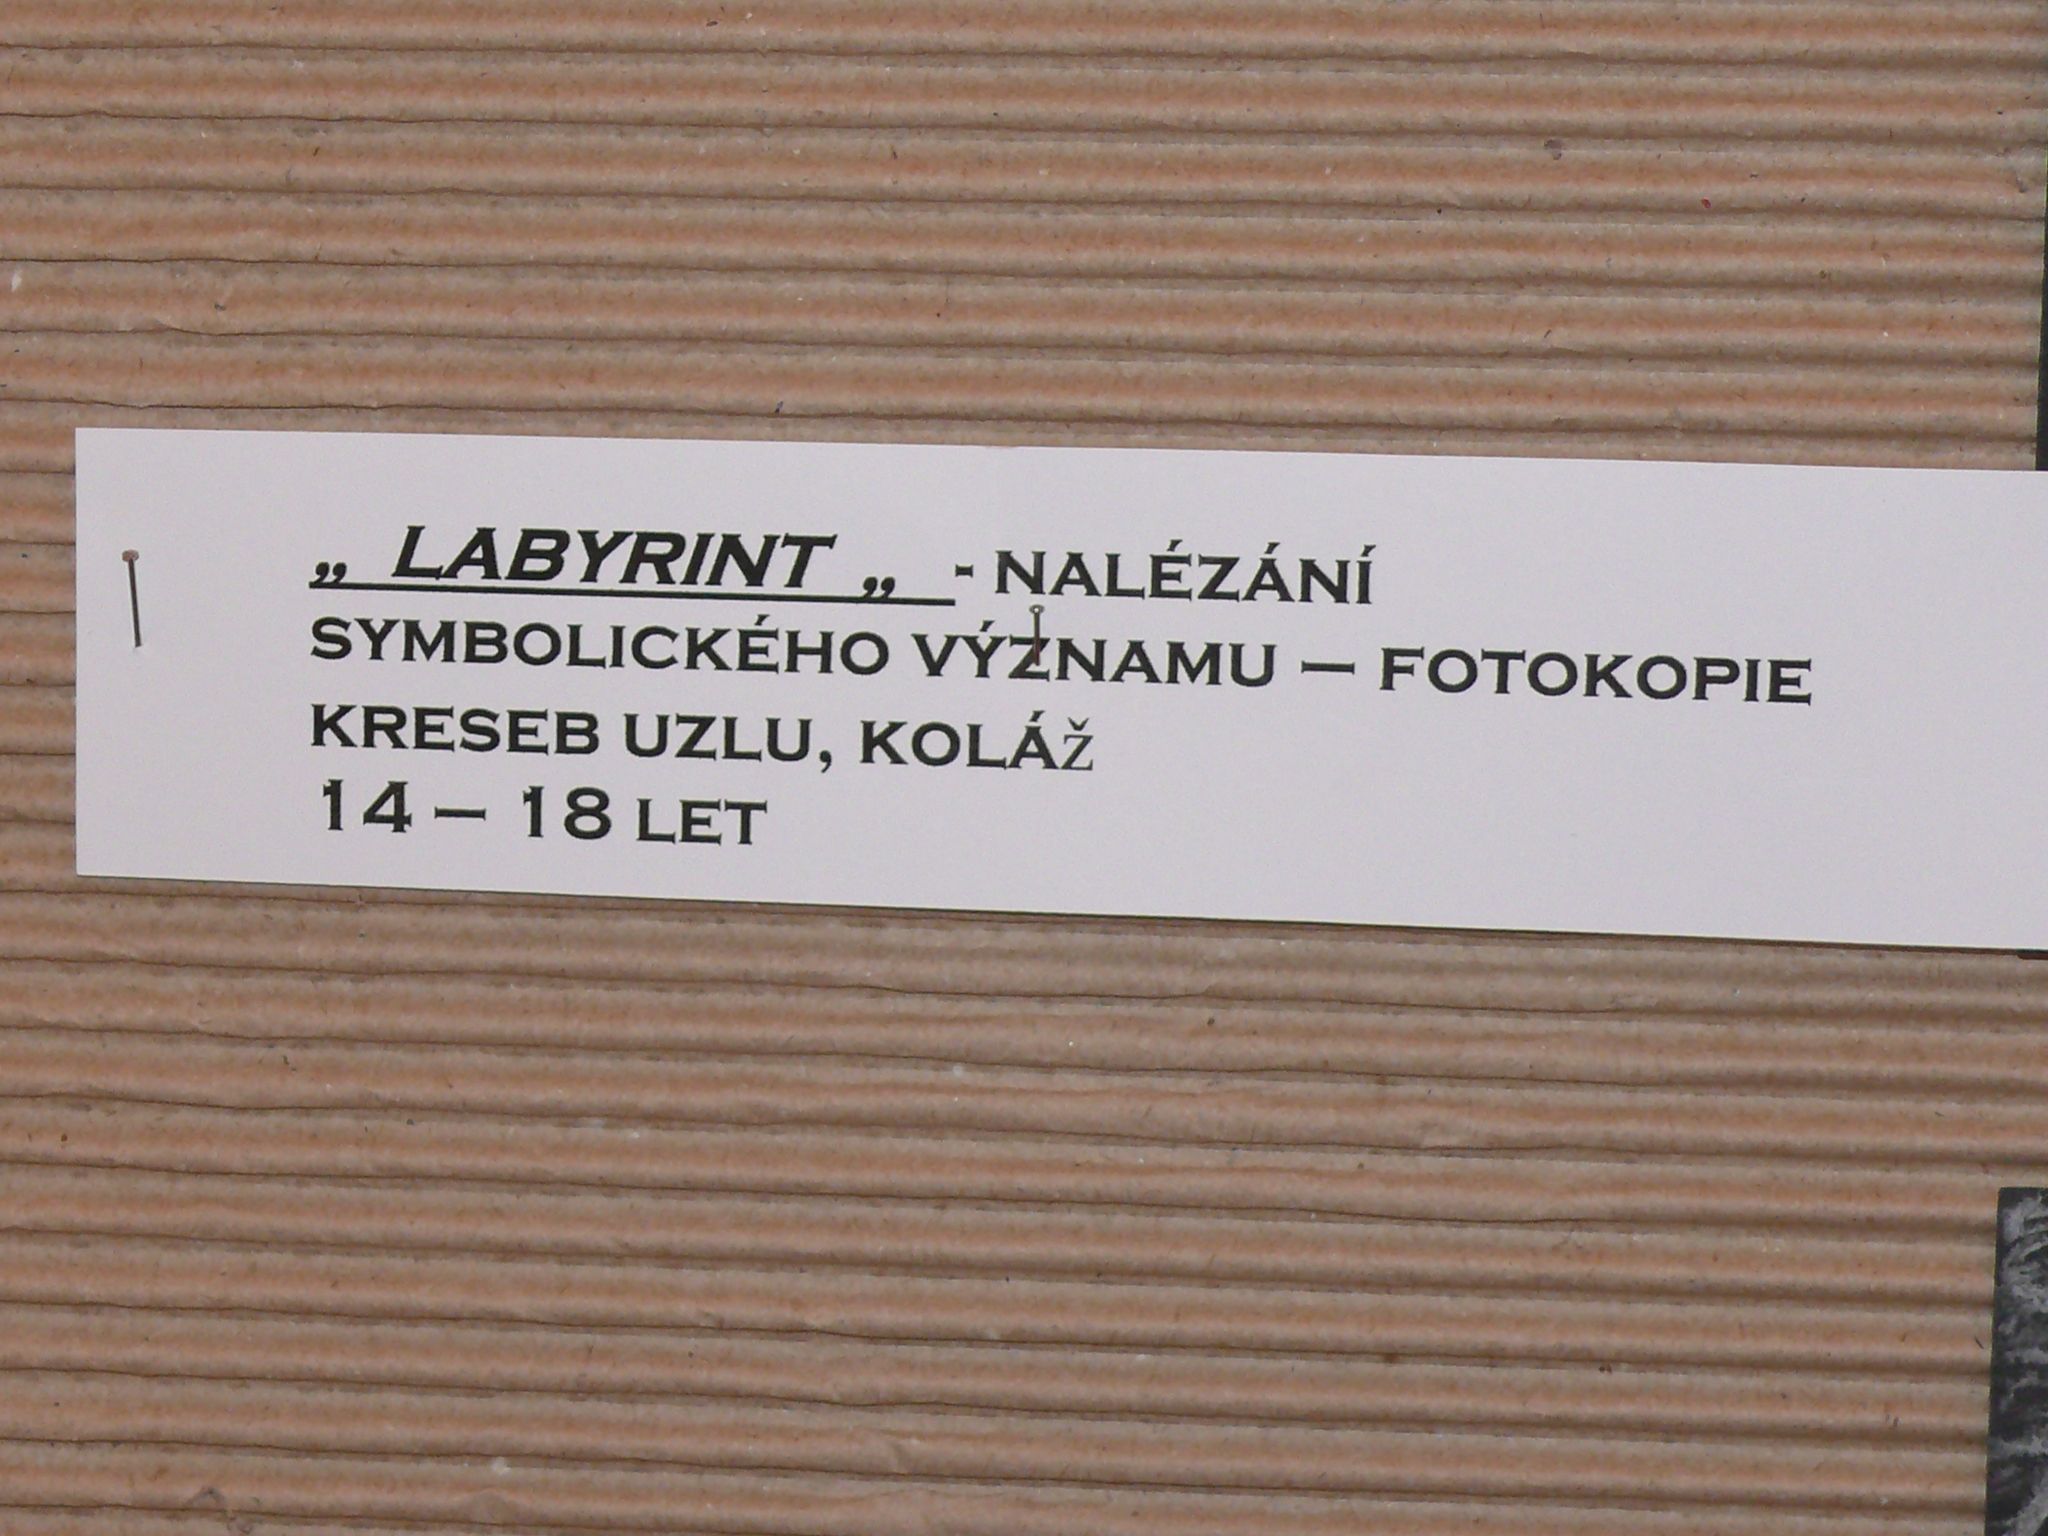 „ LABYRINT „ - NALÉZÁNÍ
SYMBOLICKÉHO VÝZNAMU – FOTOKOPIE
KRESEB UZLU, KOLÁŽ
14 – 18 LET